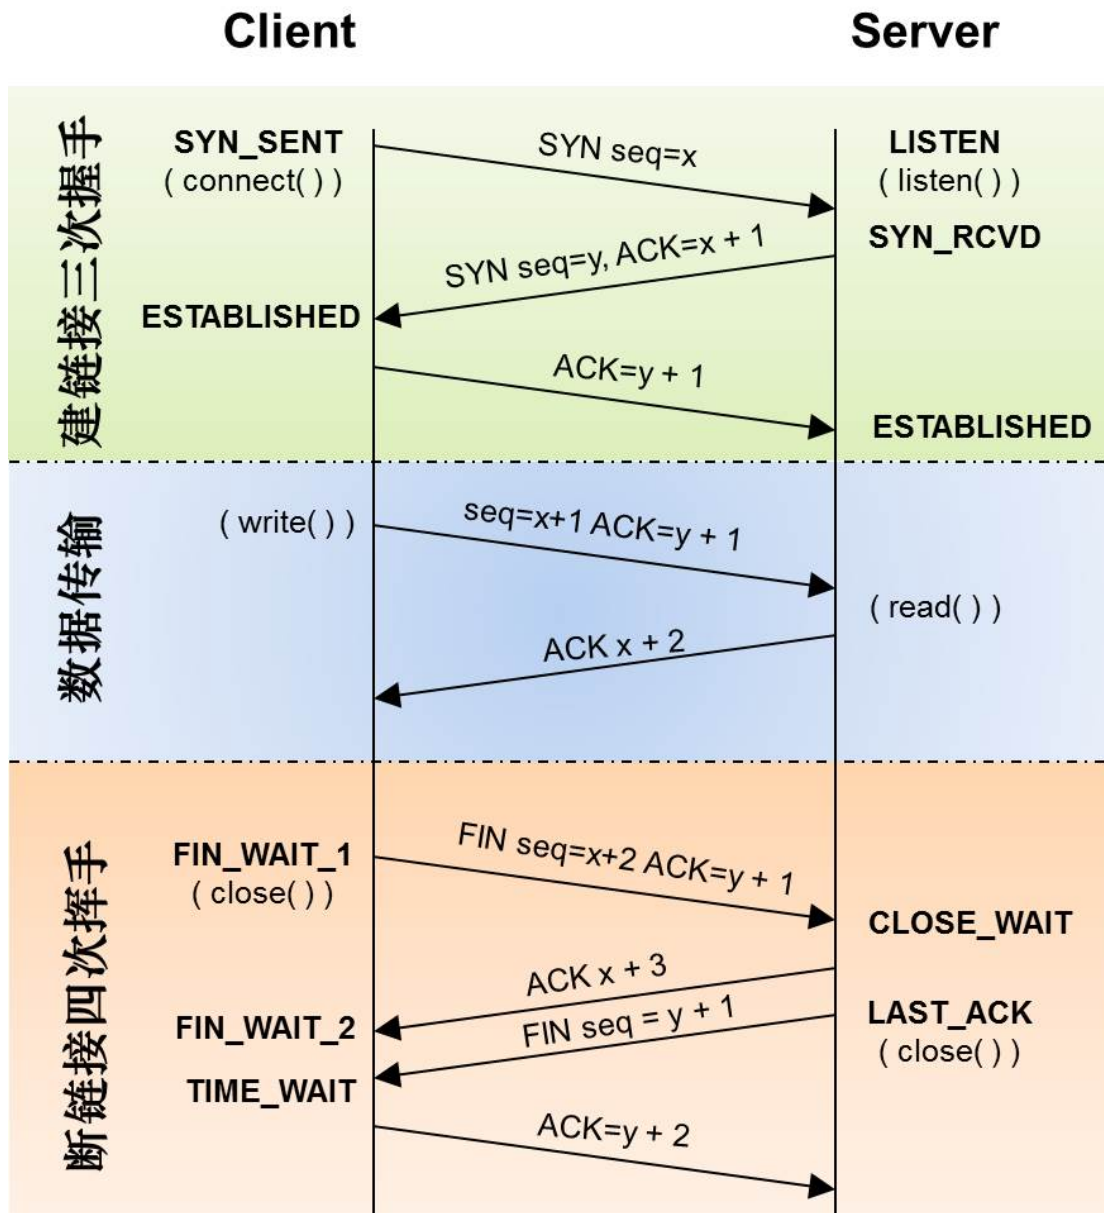 Client
Server
建链接三次握手
SYN_SENT
( connect( ) )
SYN seq=x
LISTEN
( listen( ) )
SYN_RCVD
SYN seq=y, ACK=x + 1
ESTABLISHED
ACK=y + 1
ESTABLISHED
数据传输
( write( ) )
seq=x+1 ACK=y + 1
( read( ) )
ACK x + 2
断链接四次挥手
FIN_WAIT_1
( close( ) )
FIN seq=x+2 ACK=y + 1
CLOSE_WAIT
ACK x + 3
FIN_WAIT_2
FIN seq = y + 1
LAST_ACK
( close( ) )
TIME_WAIT
ACK=y + 2